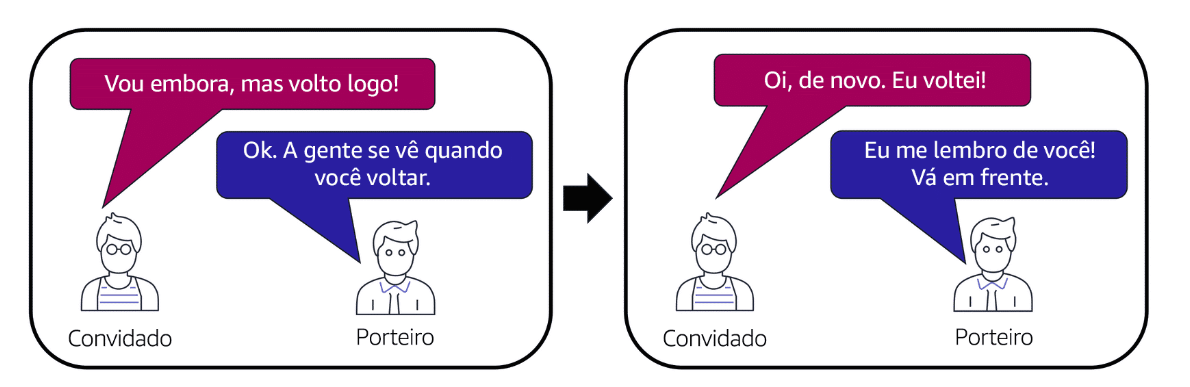 Vou embora, mas volto logo!
Ok. A gente se vê quando
você voltar.
Convidado
Porteiro
Oi, de novo. Eu voltei!
Eu me lembro de você!
Vá em frente.
Convidado
Porteiro